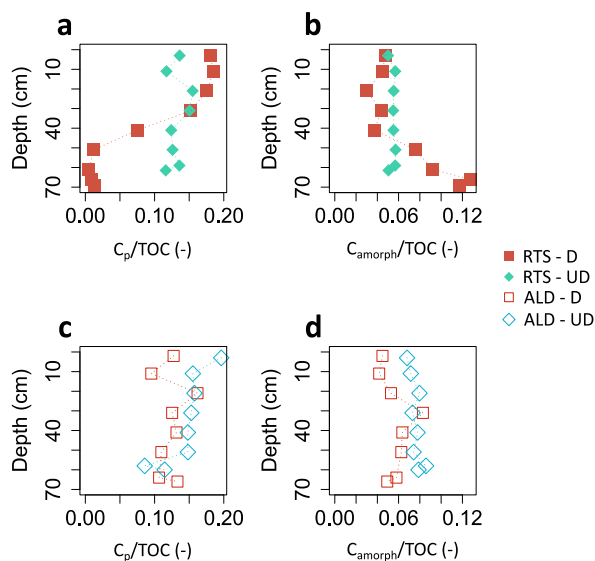 a
b
Depth (cm)
10
40
70
0.00
0.10
0.20
Cp/TOC (-)
Depth (cm)
10
40
70
0.00
0.06
0.12
Camorph/TOC (-)
RTS - D
RTS - UD
ALD - D
ALD - UD
c
d
Depth (cm)
10
40
70
0.00
0.10
0.20
Cp/TOC (-)
Depth (cm)
10
40
70
0.00
0.06
0.12
Camorph/TOC (-)